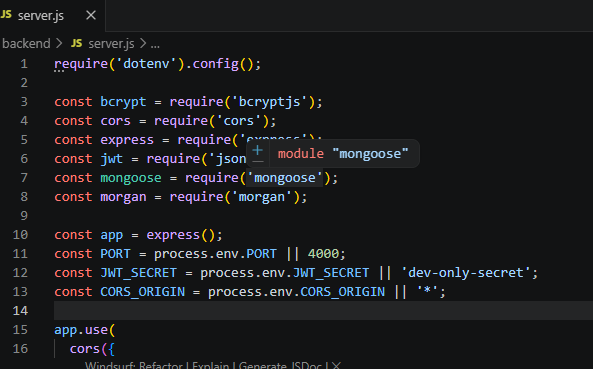 JS server.js ×
backend > JS server.js > ...
1 require('dotenv').config();
2
3 const bcrypt = require('bcryptjs');
4 const cors = require('cors');
5 const express = require('express');
6 const jwt = require('json
module "mongoose"
7 const mongoose = require('mongoose');
8 const morgan = require('morgan');
9
10 const app = express();
11 const PORT = process.env.PORT || 4000;
12 const JWT_SECRET = process.env.JWT_SECRET || 'dev-only-secret';
13 const CORS_ORIGIN = process.env.CORS_ORIGIN || '*';
14
15 app.use(
16 cors({
Windsurf: Refactor | Explain | Generate JSDoc | ×